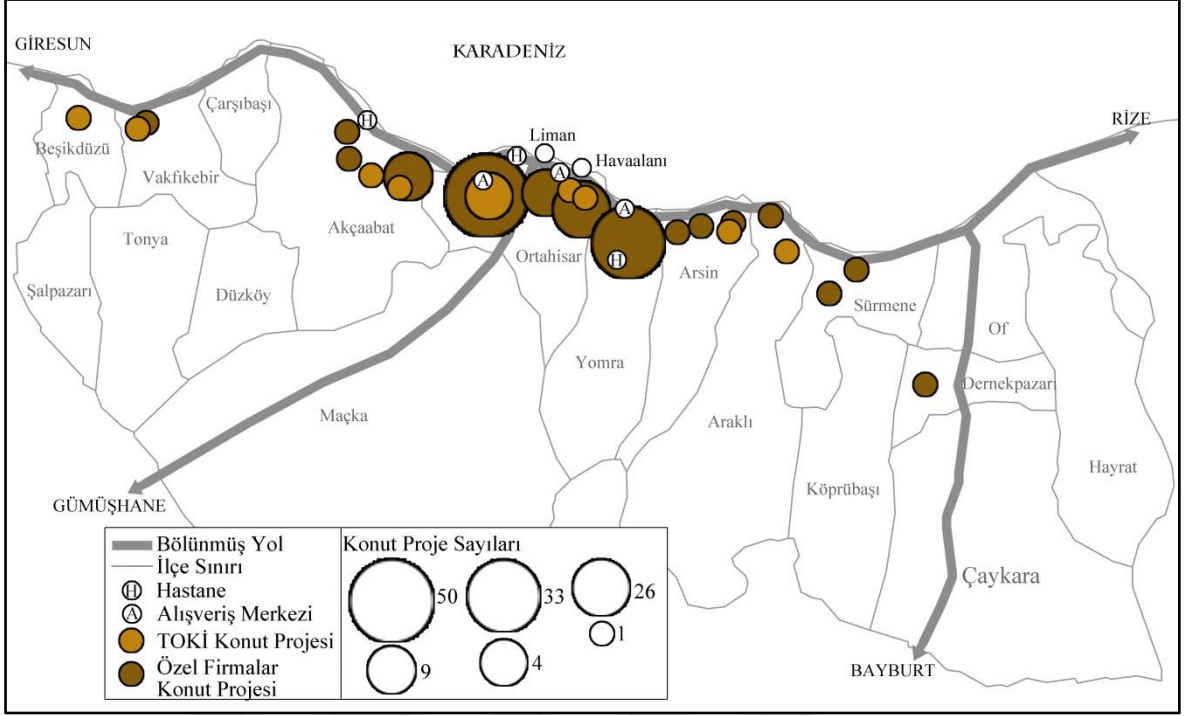 GİRESUN
KARADENİZ
RİZE
Çarşıbaşı
H
Liman
Beşikdüzü
H
Havaalanı
Vakfıkebir
A
A
A
Akçaabat
Tonya
Ortahisar
H
Arsin
Şalpazarı
Düzköy
Sürmene
Of
Yomra
Dernekpazarı
Maçka
Araklı
Hayrat
Köprübaşı
GÜMÜŞHANE
Çaykara
BAYBURT
Bölünmüş Yol
İlçe Sınırı
H Hastane
A Alışveriş Merkezi
TOKİ Konut Projesi
Özel Firmalar
Konut Projesi
Konut Proje Sayıları
50
33
26
1
9
4